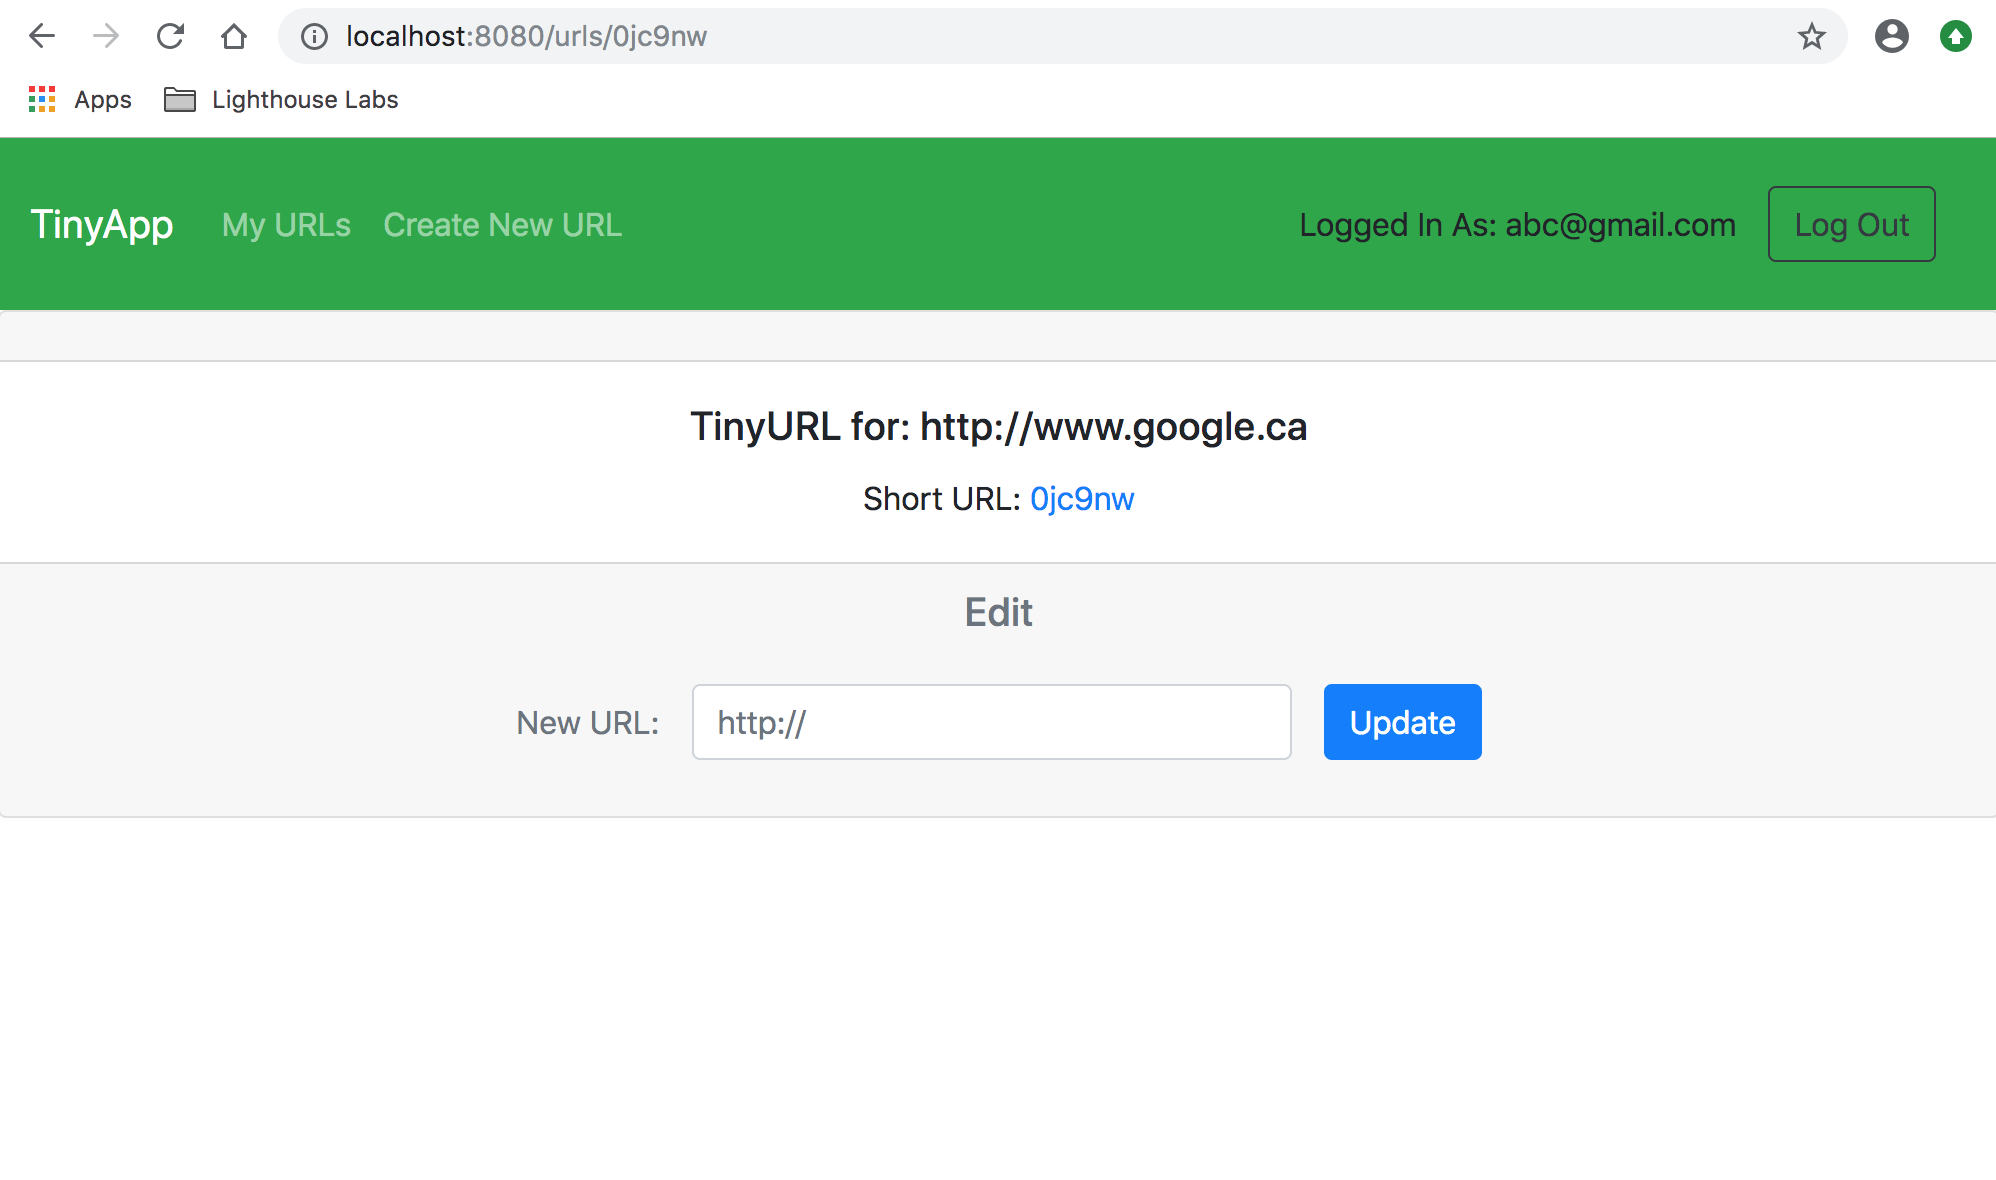 localhost:8080/urls/0jc9nw
Apps Lighthouse Labs
TinyApp My URLs Create New URL Logged In As: abc@gmail.com Log Out
TinyURL for: http://www.google.ca
Short URL: 0jc9nw
Edit
New URL: http:// Update